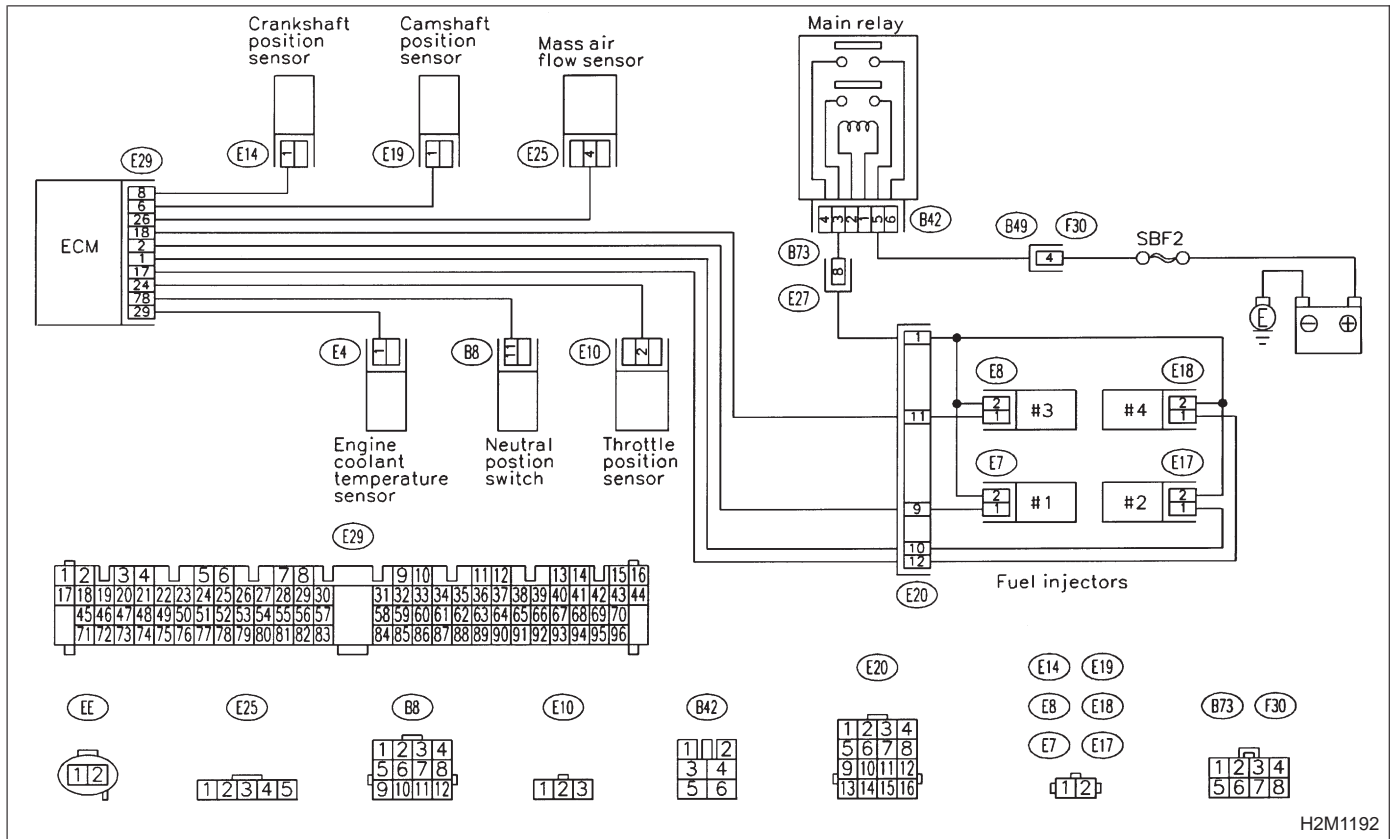 Crankshaft
position
sensor
Camshaft
position
sensor
Mass air
flow sensor
Main relay
E14
1
E19
1
E25
4
E29
ECM
8
6
26
18
2
1
17
24
78
29
4 3 2 1 5 6
B42
B73
8
E27
B49
F30
4
SBF2
E
⊖ ⊕
E4
1
B8
11
E10
2
Engine
coolant
temperature
sensor
Neutral
postion
switch
Throttle
position
sensor
1
11
9
10
12
E20
E8
2
1
#3
E18
2
1
#4
E7
2
1
#1
E17
2
1
#2
Fuel injectors
E29
1 2 3 4 5 6 7 8 9 10 11 12 13 14 15 16
17 18 19 20 21 22 23 24 25 26 27 28 29 30 31 32 33 34 35 36 37 38 39 40 41 42 43 44
45 46 47 48 49 50 51 52 53 54 55 56 57 58 59 60 61 62 63 64 65 66 67 68 69 70
71 72 73 74 75 76 77 78 79 80 81 82 83 84 85 86 87 88 89 90 91 92 93 94 95 96
EE
1 2
E25
1 2 3 4 5
B8
1 2 3 4
5 6 7 8
9 10 11 12
E10
1 2 3
B42
1 2
3 4
5 6
E20
1 2 3 4
5 6 7 8
9 10 11 12
13 14 15 16
E14 E19
E8 E18
E7 E17
1 2
B73 F30
1 2 3 4
5 6 7 8
H2M1192